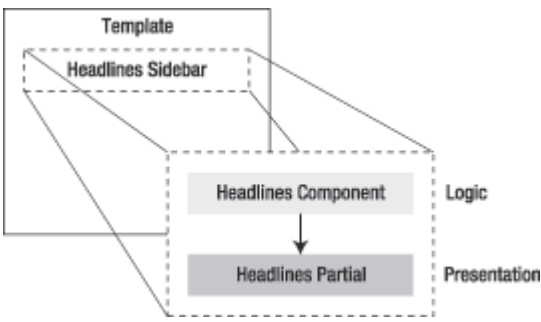 Template
Headlines Sidebar
Headlines Component
Logic
Headlines Partial
Presentation